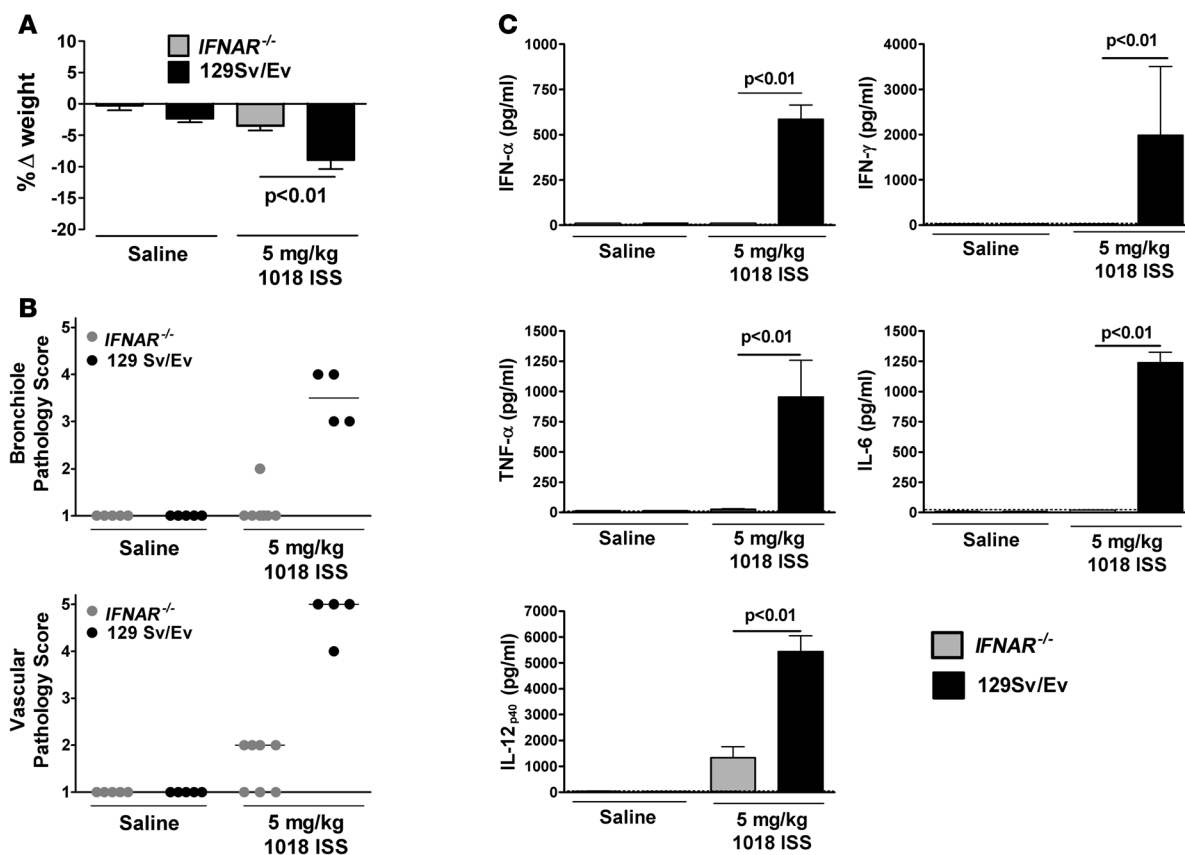 A
10
5
0
-5
-10
-15
-20
% Δ weight
IFNAR-/-
129Sv/Ev
p<0.01
Saline
5 mg/kg
1018 ISS
B
5
4
3
2
1
Bronchiole
Pathology Score
IFNAR-/-
129 Sv/Ev
Saline
5 mg/kg
1018 ISS
5
4
3
2
1
Vascular
Pathology Score
IFNAR-/-
129 Sv/Ev
Saline
5 mg/kg
1018 ISS
C
1000
750
500
250
0
IFN-α (pg/ml)
p<0.01
Saline
5 mg/kg
1018 ISS
4000
3000
2000
1000
0
IFN-γ (pg/ml)
p<0.01
Saline
5 mg/kg
1018 ISS
1500
1250
1000
750
500
250
0
TNF-α (pg/ml)
p<0.01
Saline
5 mg/kg
1018 ISS
1500
1250
1000
750
500
250
0
IL-6 (pg/ml)
p<0.01
Saline
5 mg/kg
1018 ISS
7000
6000
5000
4000
3000
2000
1000
0
IL-12p40 (pg/ml)
p<0.01
Saline
5 mg/kg
1018 ISS
IFNAR-/-
129Sv/Ev